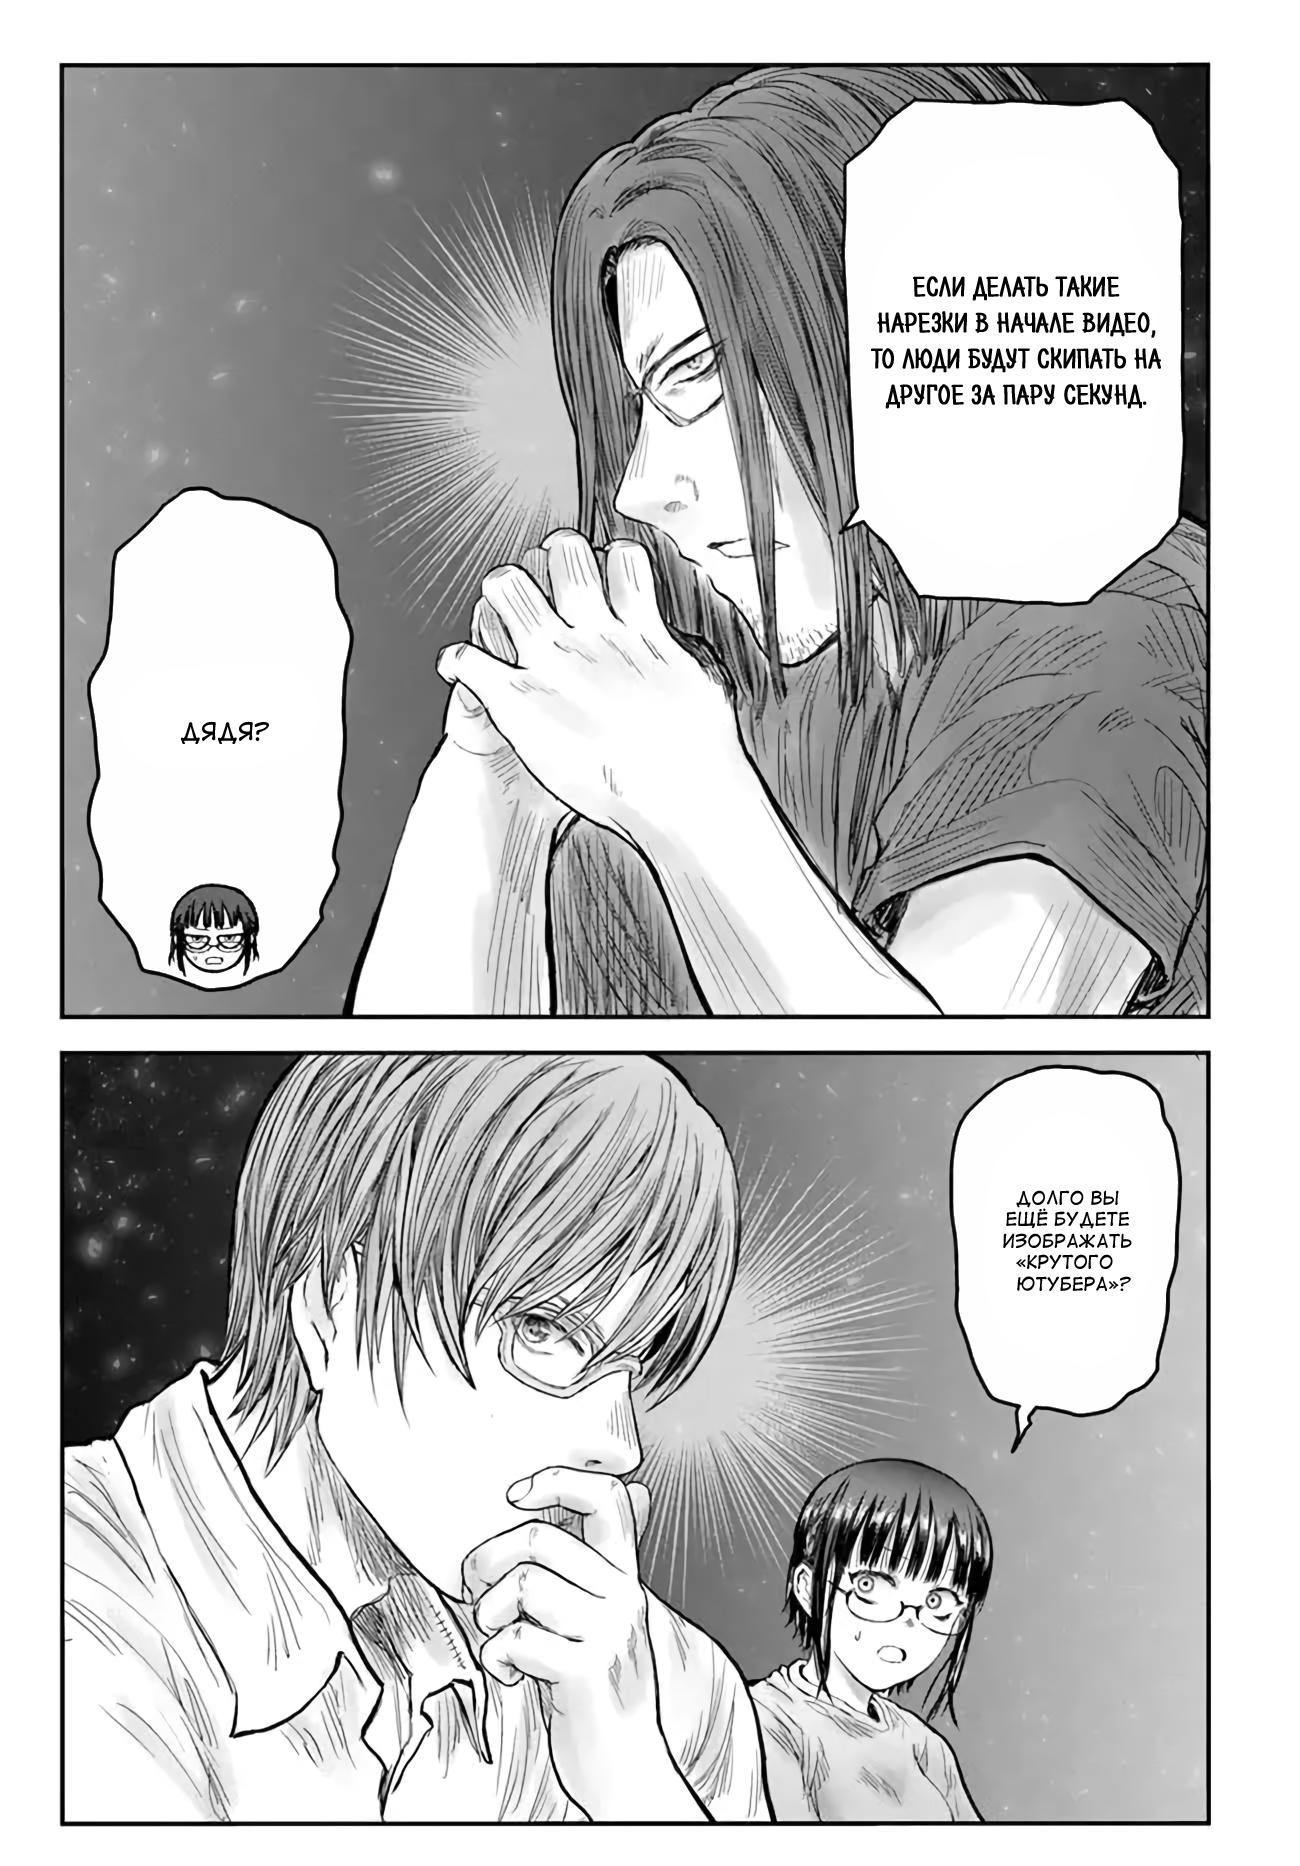 ЕСЛИ ДЕЛАТЬ ТАКИЕ
НАРЕЗКИ В НАЧАЛЕ ВИДЕО,
ТО ЛЮДИ БУДУТ СКИПАТЬ НА
ДРУГОЕ ЗА ПАРУ СЕКУНД.
ДЯДЯ?
ДОЛГО ВЫ
ЕЩЁ БУДЕТЕ
ИЗОБРАЖАТЬ
«КРУТОГО
ЮТУБЕРА»?